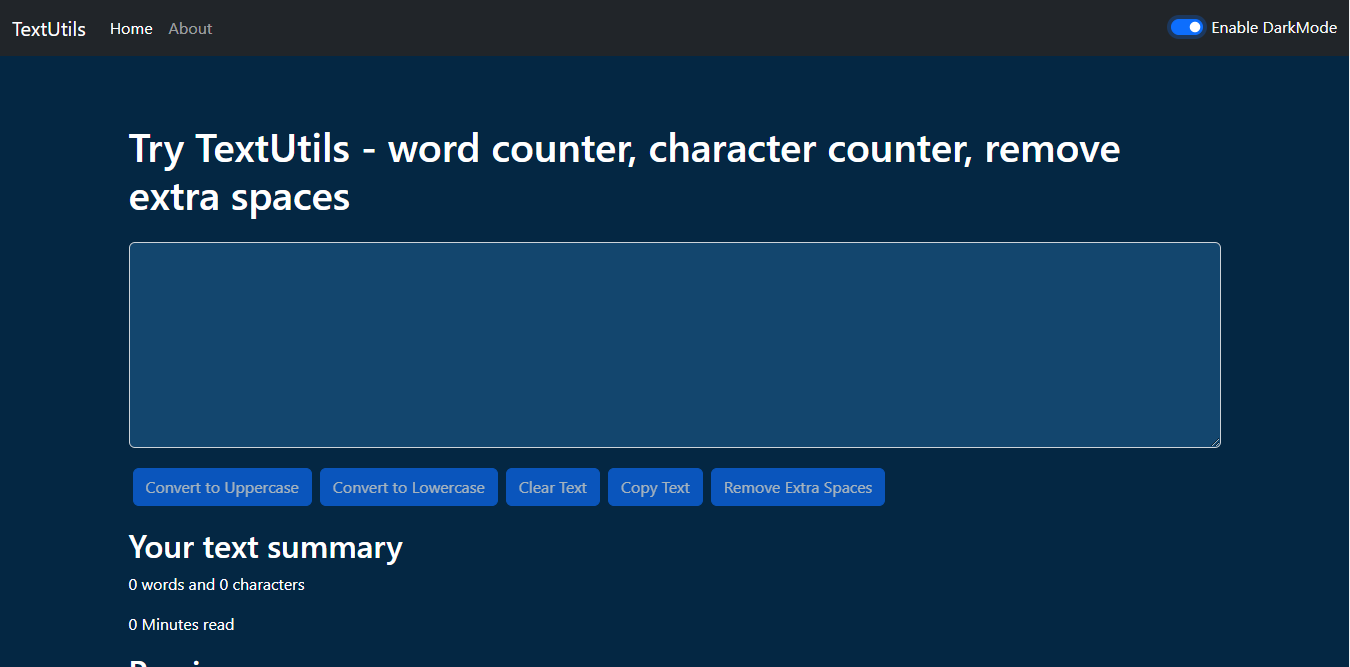 TextUtils Home About Enable DarkMode
Try TextUtils - word counter, character counter, remove
extra spaces
Convert to Uppercase Convert to Lowercase Clear Text Copy Text Remove Extra Spaces
Your text summary
0 words and 0 characters
0 Minutes read